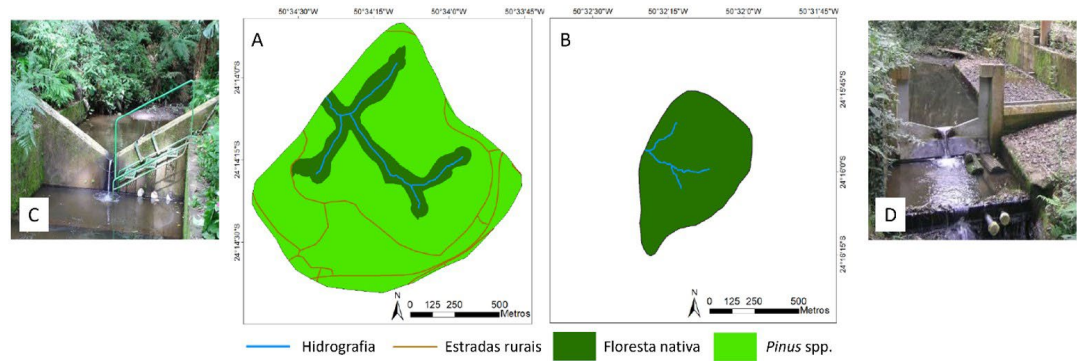 50°34'30"W 50°34'15"W 50°34'0"W 50°33'45"W
50°32'30"W 50°32'15"W 50°32'0"W 50°31'45"W
A
B
24°14'0"S
24°14'15"S
24°14'30"S
24°15'45"S
24°16'0"S
24°16'15"S
C
D
N
0 125 250 500
Metros
N
0 125 250 500
Metros
Hidrografia Estradas rurais Floresta nativa Pinus spp.